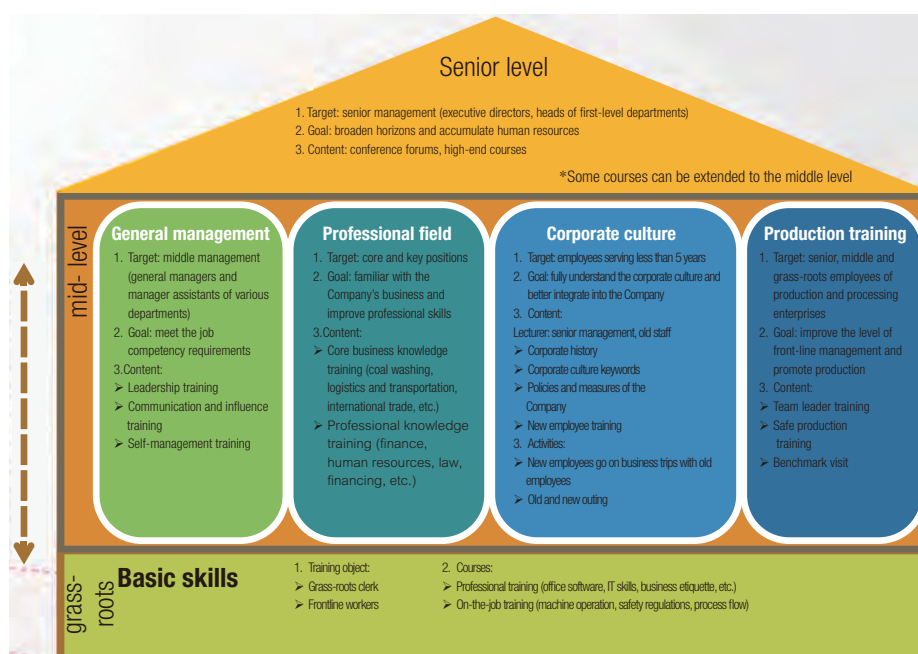 Senior level
1. Target: senior management (executive directors, heads of first-level departments)
2. Goal: broaden horizons and accumulate human resources
3. Content: conference forums, high-end courses
*Some courses can be extended to the middle level
mid- level
General management
1. Target: middle management
(general managers and
manager assistants of various
departments)
2. Goal: meet the job
competency requirements
3.Content:
➢ Leadership training
➢ Communication and influence
training
➢ Self-management training
Professional field
1. Target: core and key positions
2. Goal: familiar with the
Company's business and
improve professional skills
3.Content:
➢ Core business knowledge
training (coal washing,
logistics and transportation,
international trade, etc.)
➢ Professional knowledge
training (finance,
human resources, law,
financing, etc.)
Corporate culture
1. Target: employees serving less than 5 years
2. Goal: fully understand the corporate culture and
better integrate into the Company
3. Content:
Lecturer: senior management, old staff
➢ Corporate history
➢ Corporate culture keywords
➢ Policies and measures of the
Company
➢ New employee training
3. Activities:
➢ New employees go on business trips with old
employees
➢ Old and new outing
Production training
1. Target: senior, middle and
grass-roots employees of
production and processing
enterprises
2. Goal: improve the level of
front-line management and
promote production
3. Content:
➢ Team leader training
➢ Safe production
training
➢ Benchmark visit
grass-
roots
Basic skills
1. Training object:
➢ Grass-roots clerk
➢ Frontline workers
2. Courses:
➢ Professional training (office software, IT skills, business etiquette, etc.)
➢ On-the-job training (machine operation, safety regulations, process flow)